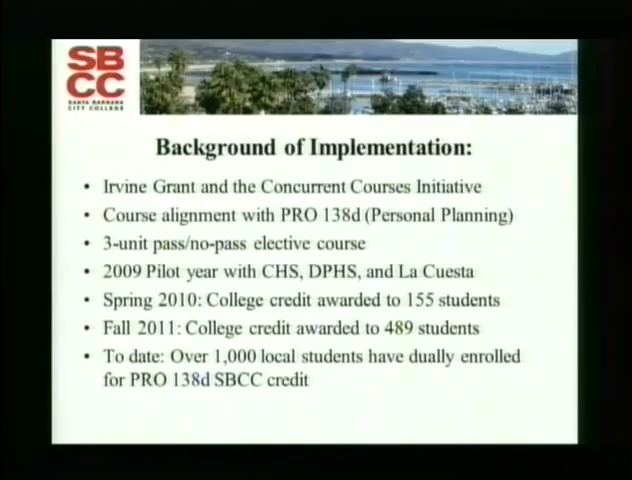 SB
CC
SANTA BARBARA
CITY COLLEGE
Background of Implementation:
• Irvine Grant and the Concurrent Courses Initiative
• Course alignment with PRO 138d (Personal Planning)
• 3-unit pass/no-pass elective course
• 2009 Pilot year with CHS, DPHS, and La Cuesta
• Spring 2010: College credit awarded to 155 students
• Fall 2011: College credit awarded to 489 students
• To date: Over 1,000 local students have dually enrolled
for PRO 138d SBCC credit